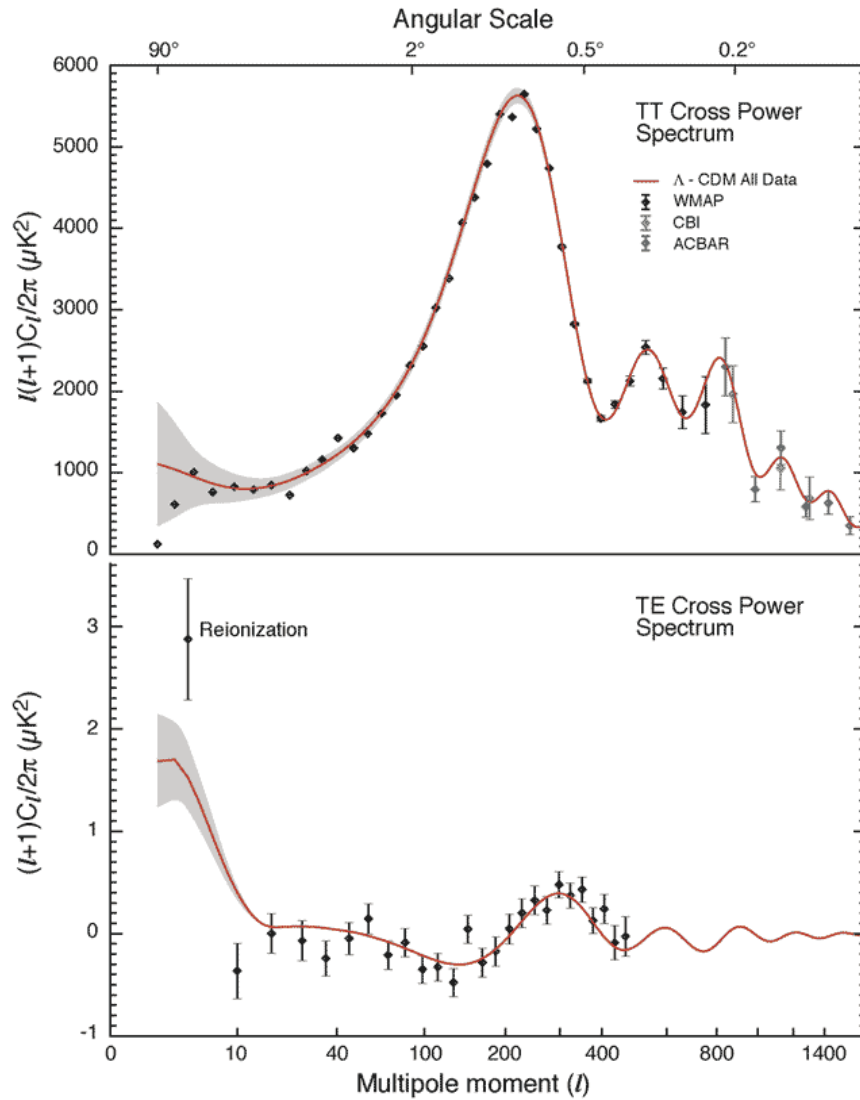 Angular Scale
90° 2° 0.5° 0.2°
6000
5000
4000
3000
2000
1000
0
l(l+1)Cl/2π (μK²)
TT Cross Power
Spectrum
Λ - CDM All Data
WMAP
CBI
ACBAR
3
2
1
0
-1
(l+1)Cl/2π (μK²)
Reionization
TE Cross Power
Spectrum
0 10 40 100 200 400 800 1400
Multipole moment (l)